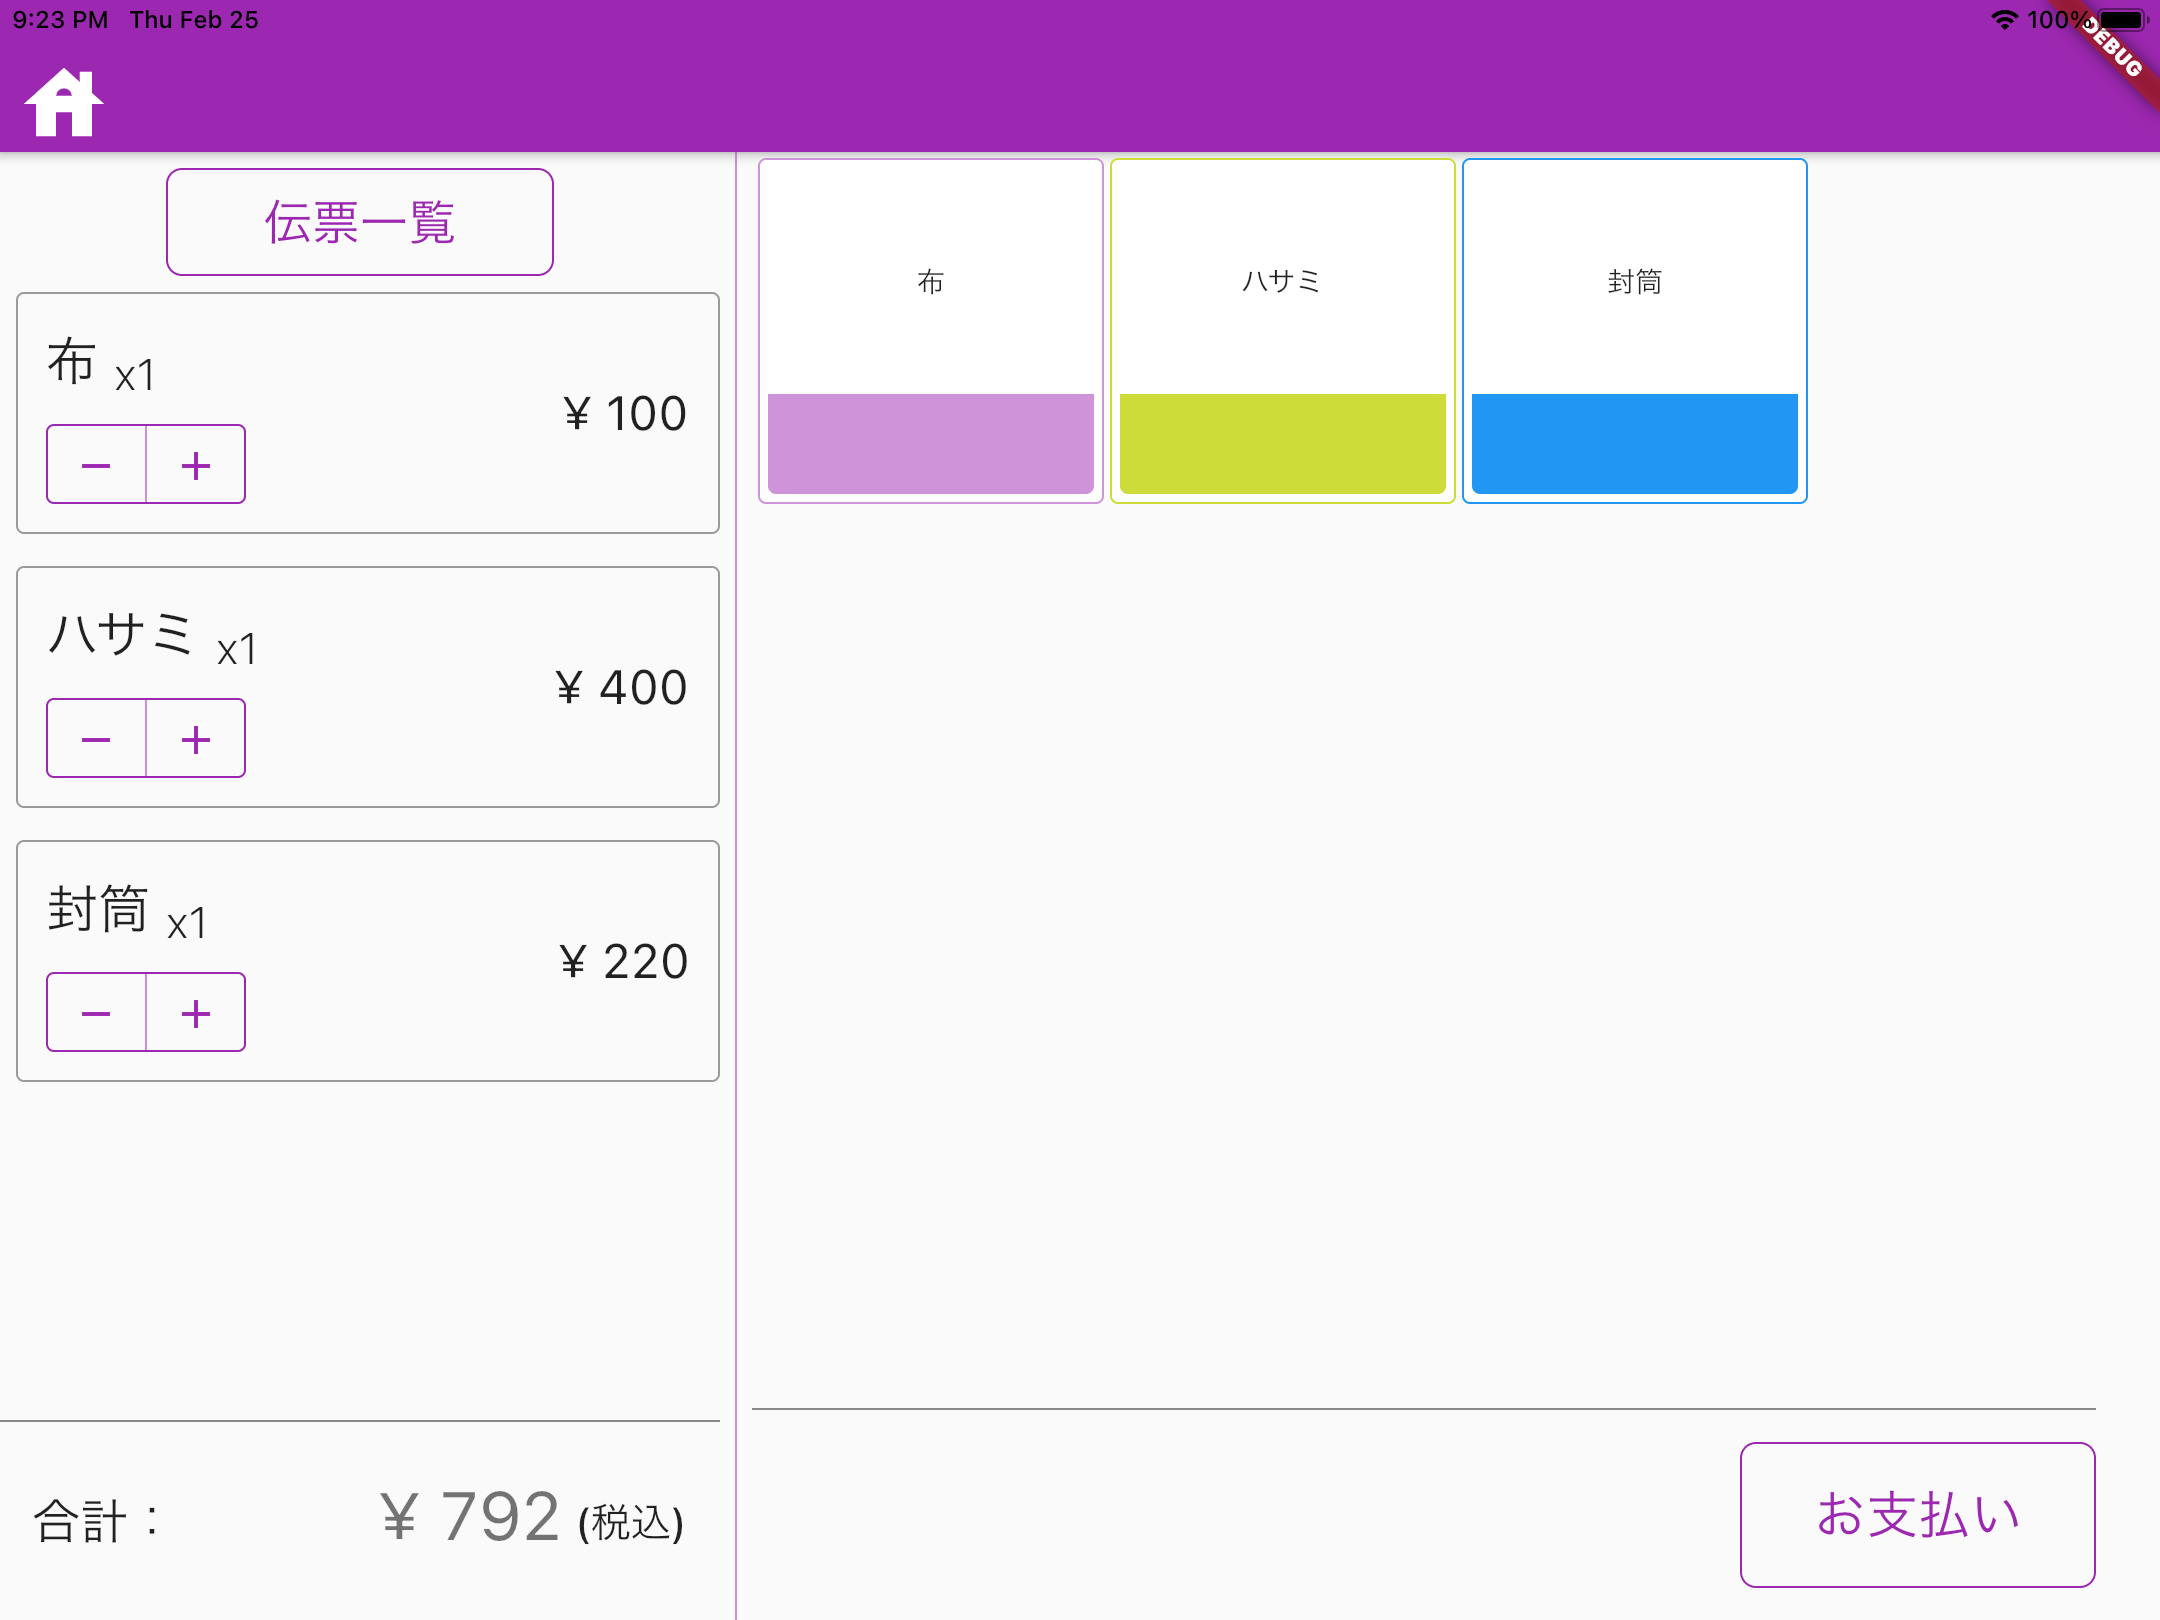 9:23 PM Thu Feb 25
100%
DEBUG
伝票一覧
布 x1
¥ 100
− +
ハサミ x1
¥ 400
− +
封筒 x1
¥ 220
− +
合計：
¥ 792 (税込)
布
ハサミ
封筒
お支払い